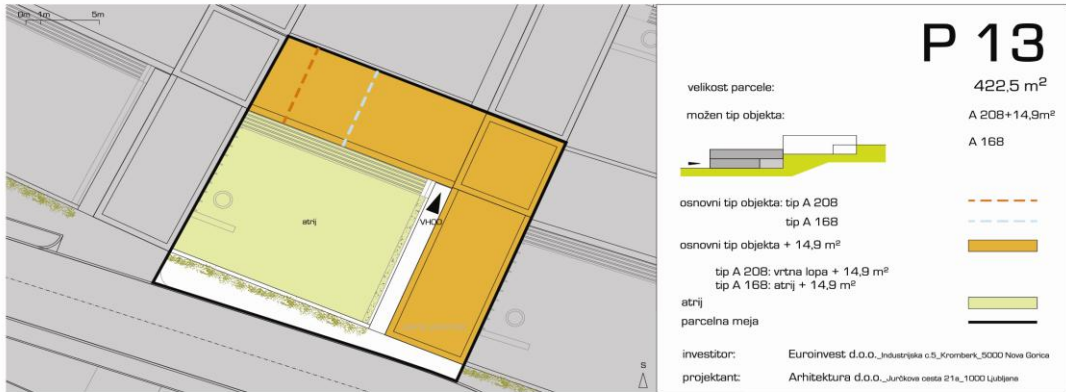 0m 1m 5m
atrij
VHOD
S
P 13
velikost parcele: 422,5 m²
možen tip objekta: A 208+14,9m²
A 168
osnovni tip objekta: tip A 208
tip A 168
osnovni tip objekta + 14,9 m²
tip A 208: vrtna lopa + 14,9 m²
tip A 168: atrij + 14,9 m²
atrij
parcelna meja
investitor: Euroinvest d.o.o._Industrijska c.5_Kromberk_5000 Nova Gorica
projektant: Arhitektura d.o.o._Jurčkova cesta 21a_1000 Ljubljana